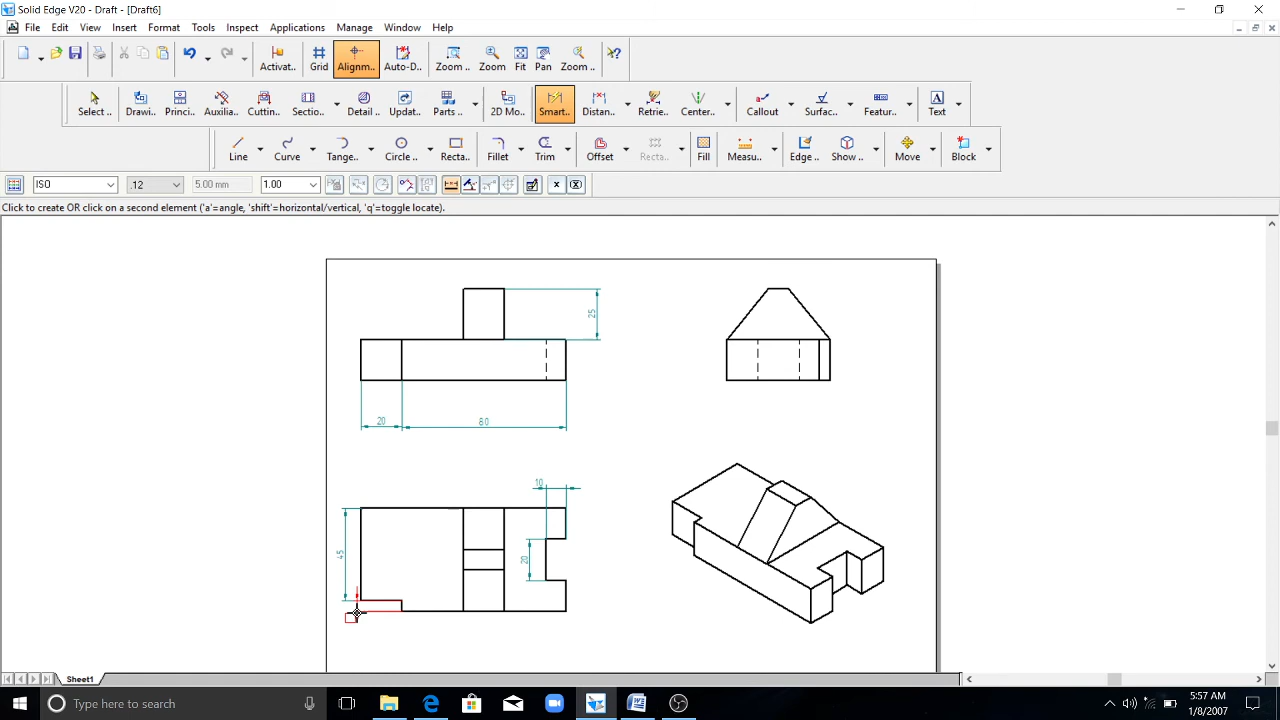 Solid Edge V20 - Draft - [Draft6]
File Edit View Insert Format Tools Inspect Applications Manage Window Help
Activat.. Grid Alignm.. Auto-D.. Zoom .. Zoom Fit Pan Zoom ..
Select .. Drawi.. Princi.. Auxilia.. Cuttin.. Sectio.. Detail .. Updat.. Parts .. 2D Mo.. Smart.. Distan.. Retrie.. Center.. Callout Surfac.. Featur.. Text
Line Curve Tange.. Circle .. Recta.. Fillet Trim Offset Recta.. Fill Measu.. Edge .. Show .. Move Block
ISO .12 5.00 mm 1.00
Click to create OR click on a second element ('a'=angle, 'shift'=horizontal/vertical, 'q'=toggle locate).
25
20 80
10
45 20
Sheet1
Type here to search
5:57 AM
1/8/2007